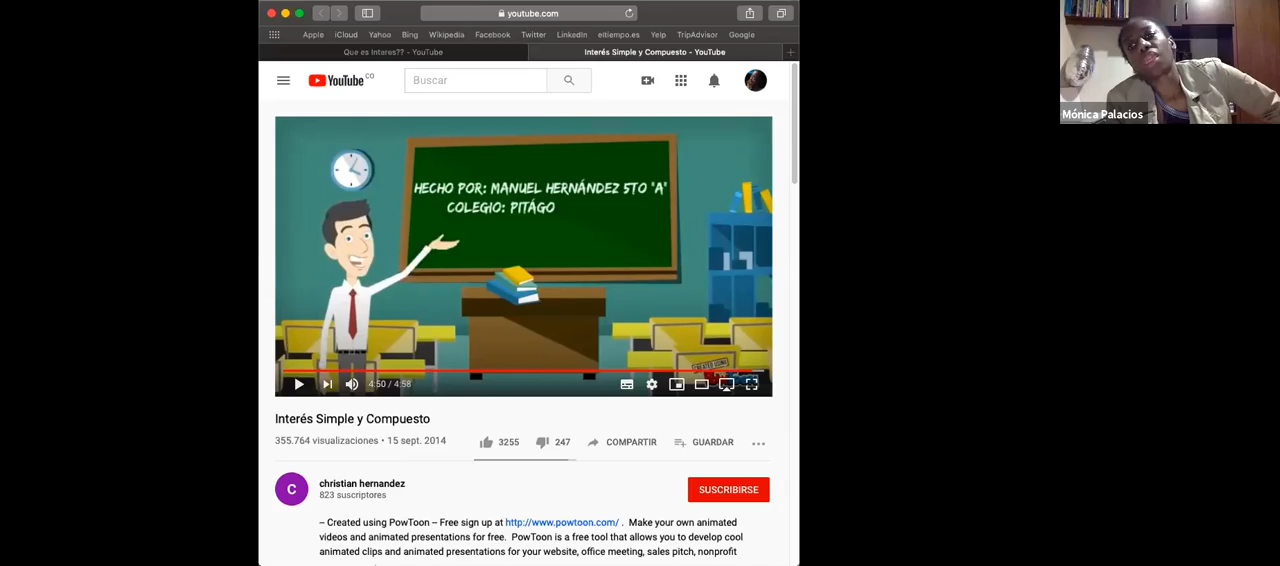 youtube.com
Apple iCloud Yahoo Bing Wikipedia Facebook Twitter LinkedIn eltiempo.es Yelp TripAdvisor Google
Que es Interes?? - YouTube
Interés Simple y Compuesto - YouTube
YouTube CO
Buscar
Mónica Palacios
HECHO POR: MANUEL HERNÁNDEZ 5TO "A"
COLEGIO: PITÁGO
4:50 / 4:58
Interés Simple y Compuesto
355.764 visualizaciones • 15 sept. 2014
3255 247 COMPARTIR GUARDAR
C
christian hernandez
823 suscriptores
SUSCRIBIRSE
-- Created using PowToon -- Free sign up at http://www.powtoon.com/ . Make your own animated
videos and animated presentations for free. PowToon is a free tool that allows you to develop cool
animated clips and animated presentations for your website, office meeting, sales pitch, nonprofit